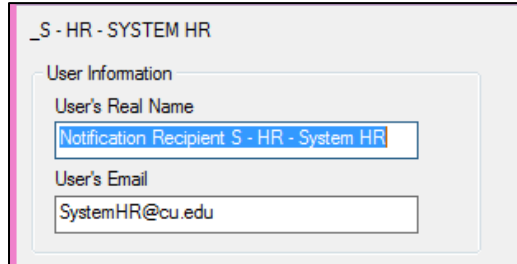 _S - HR - SYSTEM HR
User Information
User's Real Name
Notification Recipient S - HR - System HR
User's Email
SystemHR@cu.edu